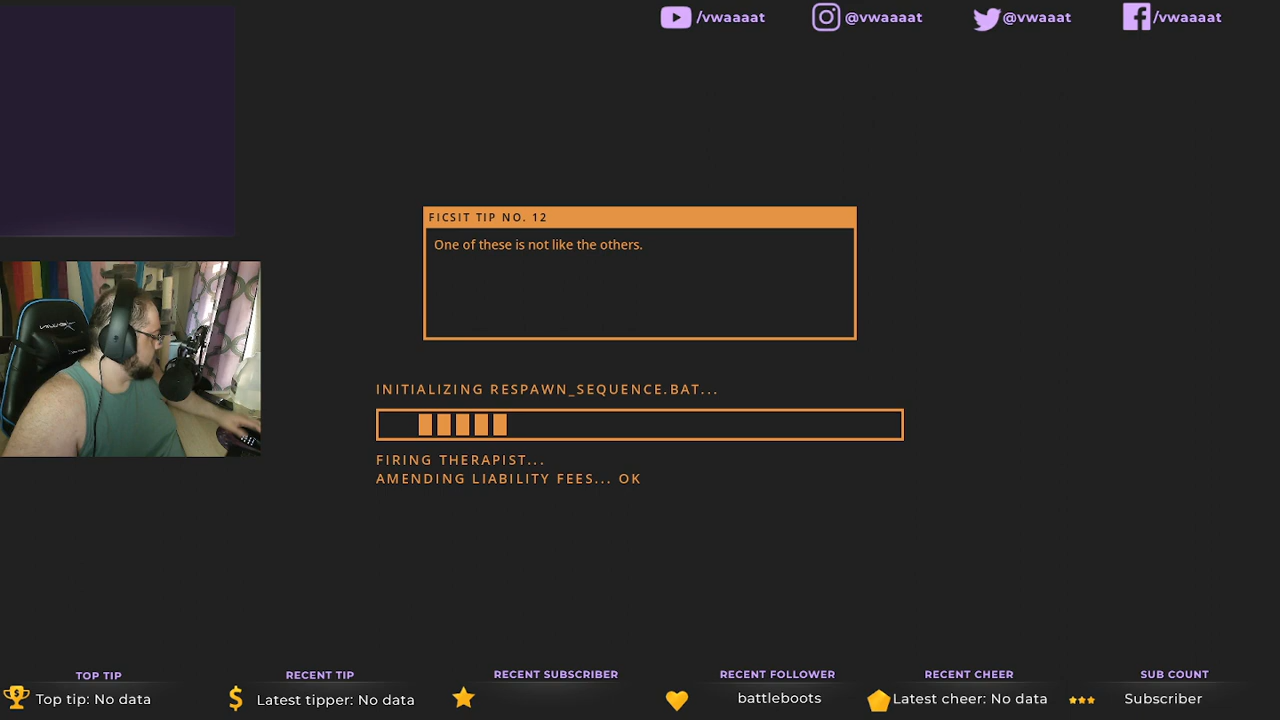 /vwaaaat
@vwaaaat
@vwaaaat
/vwaaaat
FICSIT TIP NO. 12
One of these is not like the others.
INITIALIZING RESPAWN_SEQUENCE.BAT...
FIRING THERAPIST...
AMENDING LIABILITY FEES... OK
TOP TIP
Top tip: No data
RECENT TIP
Latest tipper: No data
RECENT SUBSCRIBER
RECENT FOLLOWER
battleboots
RECENT CHEER
Latest cheer: No data
SUB COUNT
Subscriber